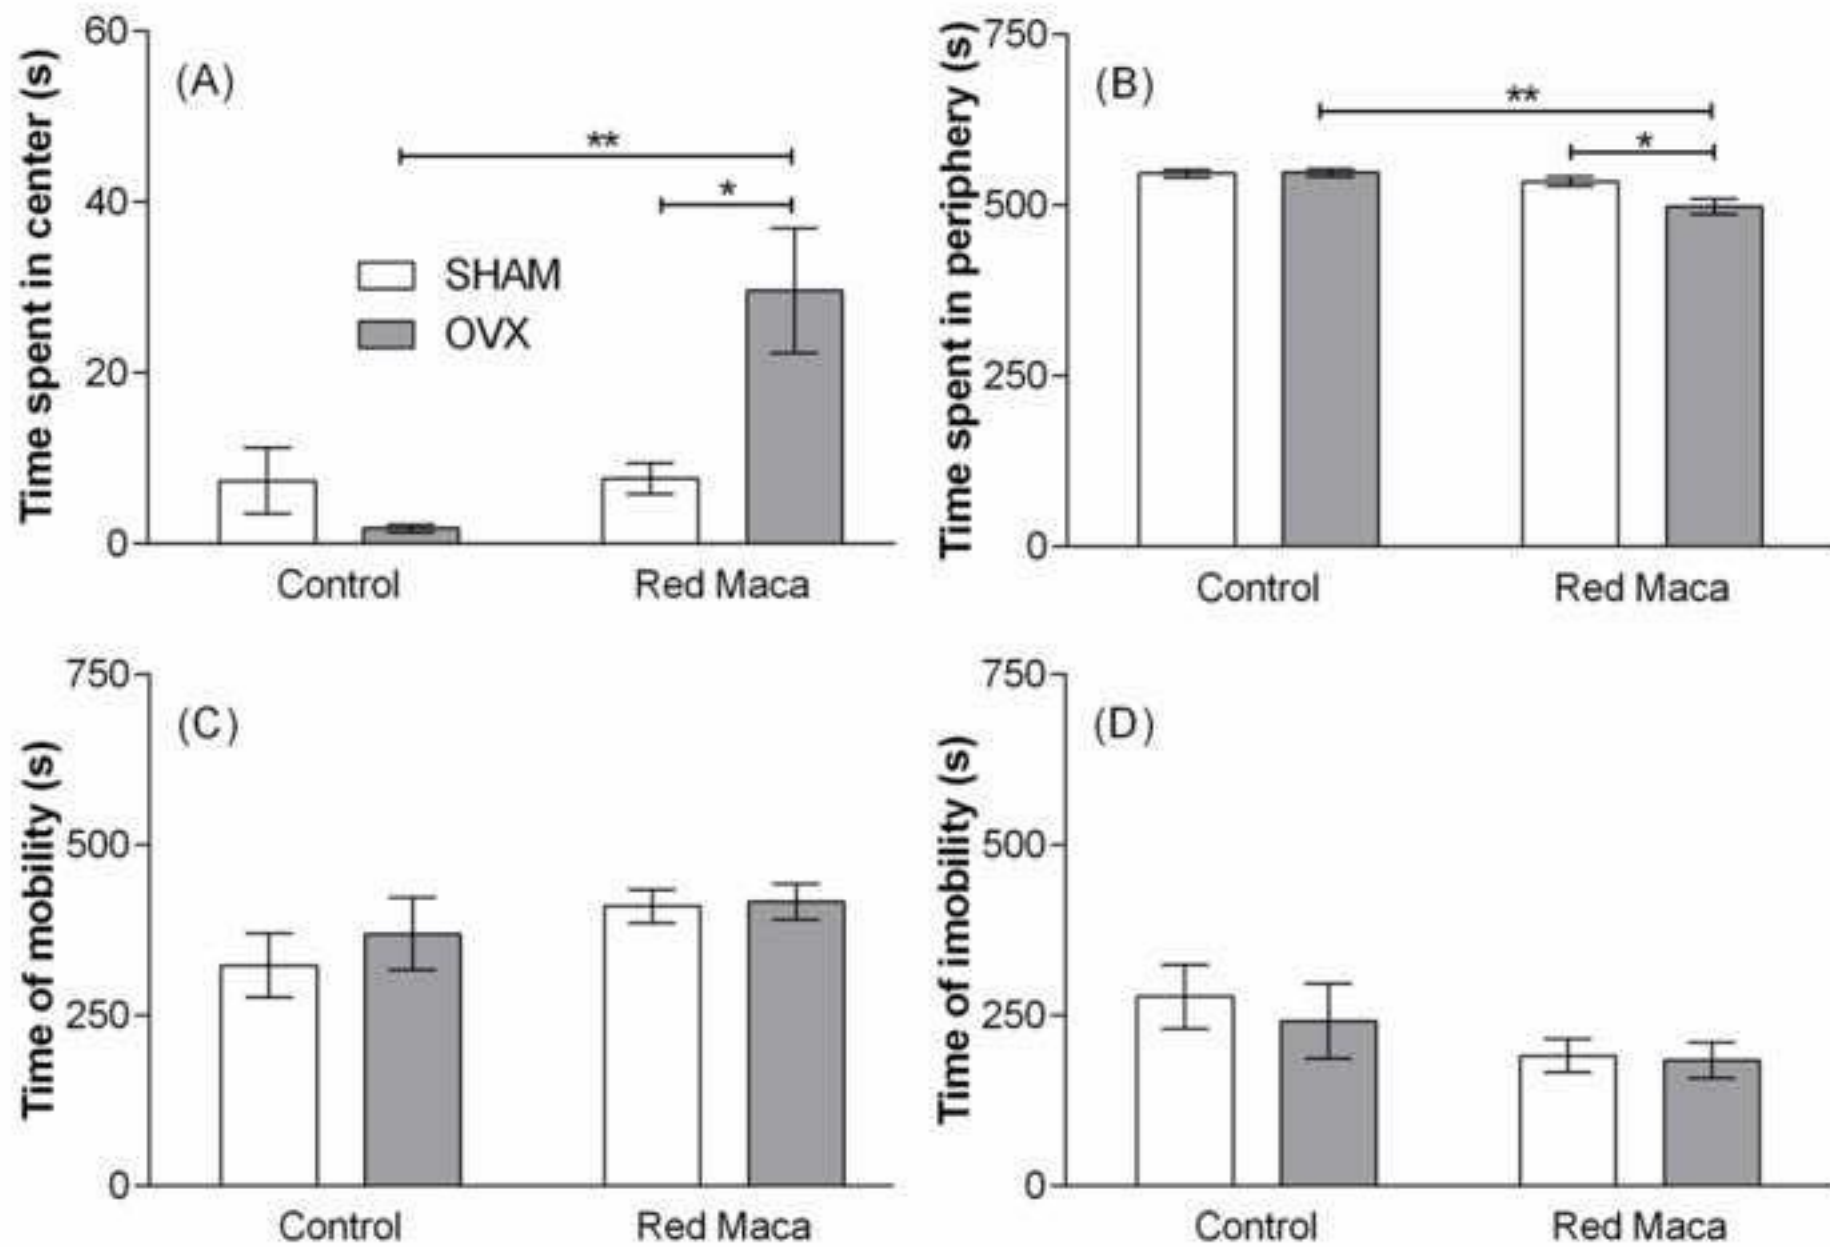 Time spent in center (s)
60
40
20
0
(A)
**
*
SHAM
OVX
Control Red Maca
Time spent in periphery (s)
750
500
250
0
(B)
**
*
Control Red Maca
Time of mobility (s)
750
500
250
0
(C)
Control Red Maca
Time of imobility (s)
750
500
250
0
(D)
Control Red Maca